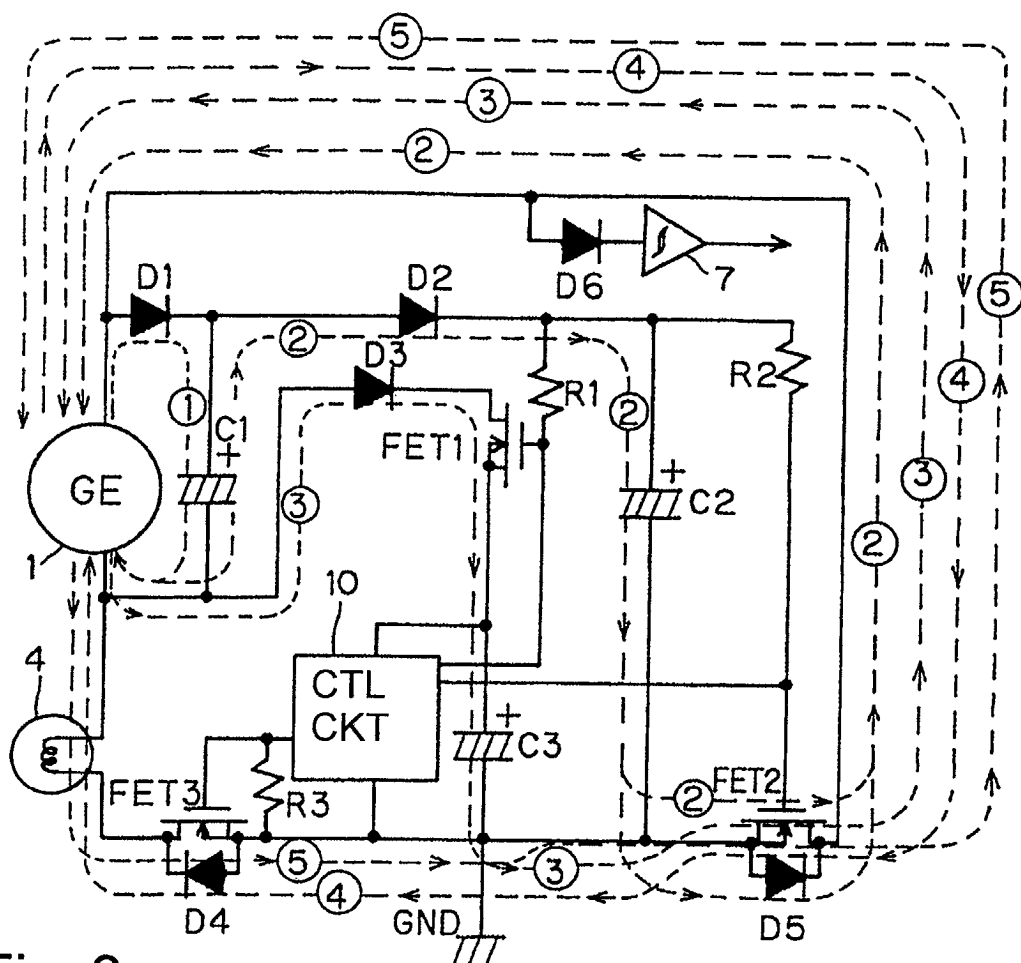 ⑤
④
③
②
D6
7
D1
D2
②
⑤
D3
R1
R2
④
①
C1
+
FET1
②
GE
③
+
C2
③
②
1
10
4
CTL
CKT
+
C3
FET3
R3
②
FET2
⑤
③
④
D4
GND
D5